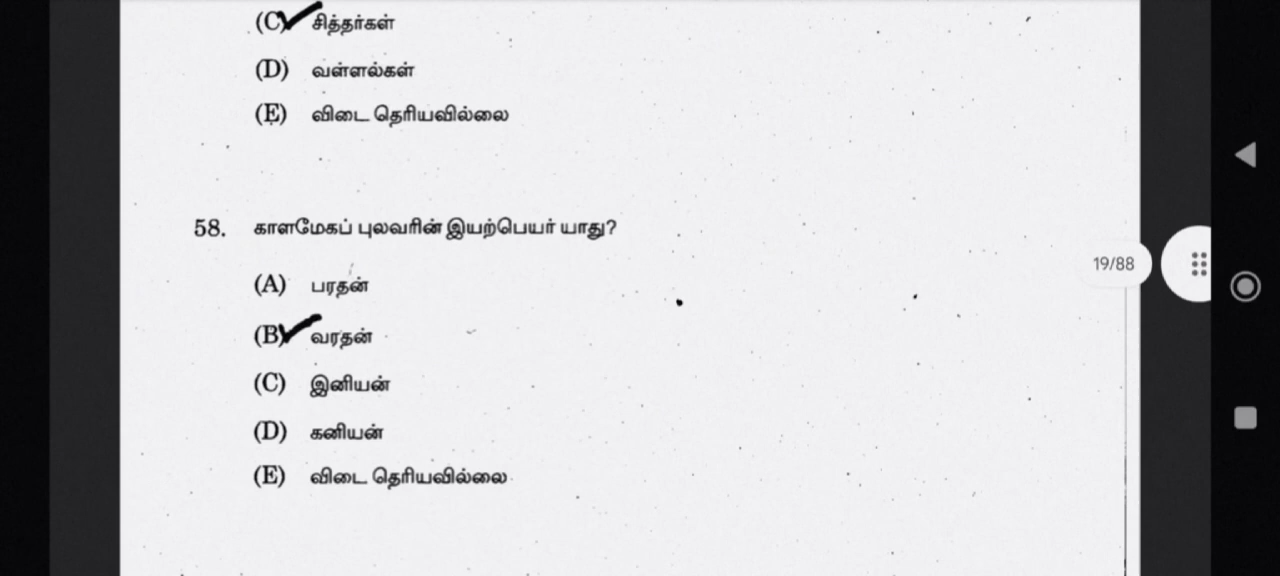 (C) சித்தர்கள்
(D) வள்ளல்கள்
(E) விடை தெரியவில்லை
58. காளமேகப் புலவரின் இயற்பெயர் யாது?
19/88
(A) பரதன்
(B) வரதன்
(C) இனியன்
(D) கனியன்
(E) விடை தெரியவில்லை